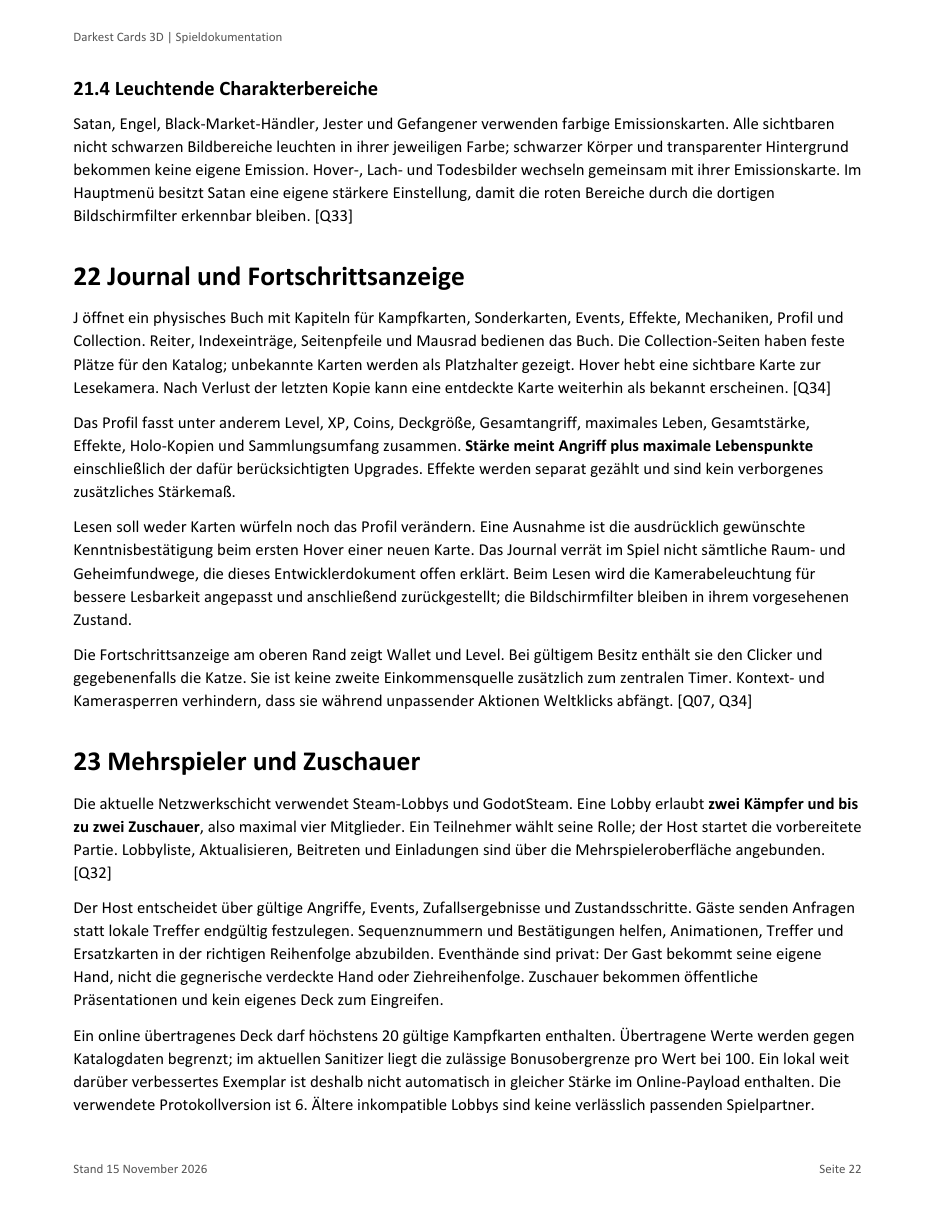 Darkest Cards 3D | Spieldokumentation
21.4 Leuchtende Charakterbereiche
Satan, Engel, Black-Market-Händler, Jester und Gefangener verwenden farbige Emissionskarten. Alle sichtbaren
nicht schwarzen Bildbereiche leuchten in ihrer jeweiligen Farbe; schwarzer Körper und transparenter Hintergrund
bekommen keine eigene Emission. Hover-, Lach- und Todesbilder wechseln gemeinsam mit ihrer Emissionskarte. Im
Hauptmenü besitzt Satan eine eigene stärkere Einstellung, damit die roten Bereiche durch die dortigen
Bildschirmfilter erkennbar bleiben. [Q33]
22 Journal und Fortschrittsanzeige
J öffnet ein physisches Buch mit Kapiteln für Kampfkarten, Sonderkarten, Events, Effekte, Mechaniken, Profil und
Collection. Reiter, Indexeinträge, Seitenpfeile und Mausrad bedienen das Buch. Die Collection-Seiten haben feste
Plätze für den Katalog; unbekannte Karten werden als Platzhalter gezeigt. Hover hebt eine sichtbare Karte zur
Lesekamera. Nach Verlust der letzten Kopie kann eine entdeckte Karte weiterhin als bekannt erscheinen. [Q34]
Das Profil fasst unter anderem Level, XP, Coins, Deckgröße, Gesamtangriff, maximales Leben, Gesamtstärke,
Effekte, Holo-Kopien und Sammlungsumfang zusammen. Stärke meint Angriff plus maximale Lebenspunkte
einschließlich der dafür berücksichtigten Upgrades. Effekte werden separat gezählt und sind kein verborgenes
zusätzliches Stärkemaß.
Lesen soll weder Karten würfeln noch das Profil verändern. Eine Ausnahme ist die ausdrücklich gewünschte
Kenntnisbestätigung beim ersten Hover einer neuen Karte. Das Journal verrät im Spiel nicht sämtliche Raum- und
Geheimfundwege, die dieses Entwicklerdokument offen erklärt. Beim Lesen wird die Kamerabeleuchtung für
bessere Lesbarkeit angepasst und anschließend zurückgestellt; die Bildschirmfilter bleiben in ihrem vorgesehenen
Zustand.
Die Fortschrittsanzeige am oberen Rand zeigt Wallet und Level. Bei gültigem Besitz enthält sie den Clicker und
gegebenenfalls die Katze. Sie ist keine zweite Einkommensquelle zusätzlich zum zentralen Timer. Kontext- und
Kamerasperren verhindern, dass sie während unpassender Aktionen Weltklicks abfängt. [Q07, Q34]
23 Mehrspieler und Zuschauer
Die aktuelle Netzwerkschicht verwendet Steam-Lobbys und GodotSteam. Eine Lobby erlaubt zwei Kämpfer und bis
zu zwei Zuschauer, also maximal vier Mitglieder. Ein Teilnehmer wählt seine Rolle; der Host startet die vorbereitete
Partie. Lobbyliste, Aktualisieren, Beitreten und Einladungen sind über die Mehrspieleroberfläche angebunden.
[Q32]
Der Host entscheidet über gültige Angriffe, Events, Zufallsergebnisse und Zustandsschritte. Gäste senden Anfragen
statt lokale Treffer endgültig festzulegen. Sequenznummern und Bestätigungen helfen, Animationen, Treffer und
Ersatzkarten in der richtigen Reihenfolge abzubilden. Eventhände sind privat: Der Gast bekommt seine eigene
Hand, nicht die gegnerische verdeckte Hand oder Ziehreihenfolge. Zuschauer bekommen öffentliche
Präsentationen und kein eigenes Deck zum Eingreifen.
Ein online übertragenes Deck darf höchstens 20 gültige Kampfkarten enthalten. Übertragene Werte werden gegen
Katalogdaten begrenzt; im aktuellen Sanitizer liegt die zulässige Bonusobergrenze pro Wert bei 100. Ein lokal weit
darüber verbessertes Exemplar ist deshalb nicht automatisch in gleicher Stärke im Online-Payload enthalten. Die
verwendete Protokollversion ist 6. Ältere inkompatible Lobbys sind keine verlässlich passenden Spielpartner.
Stand 15 November 2026
Seite 22